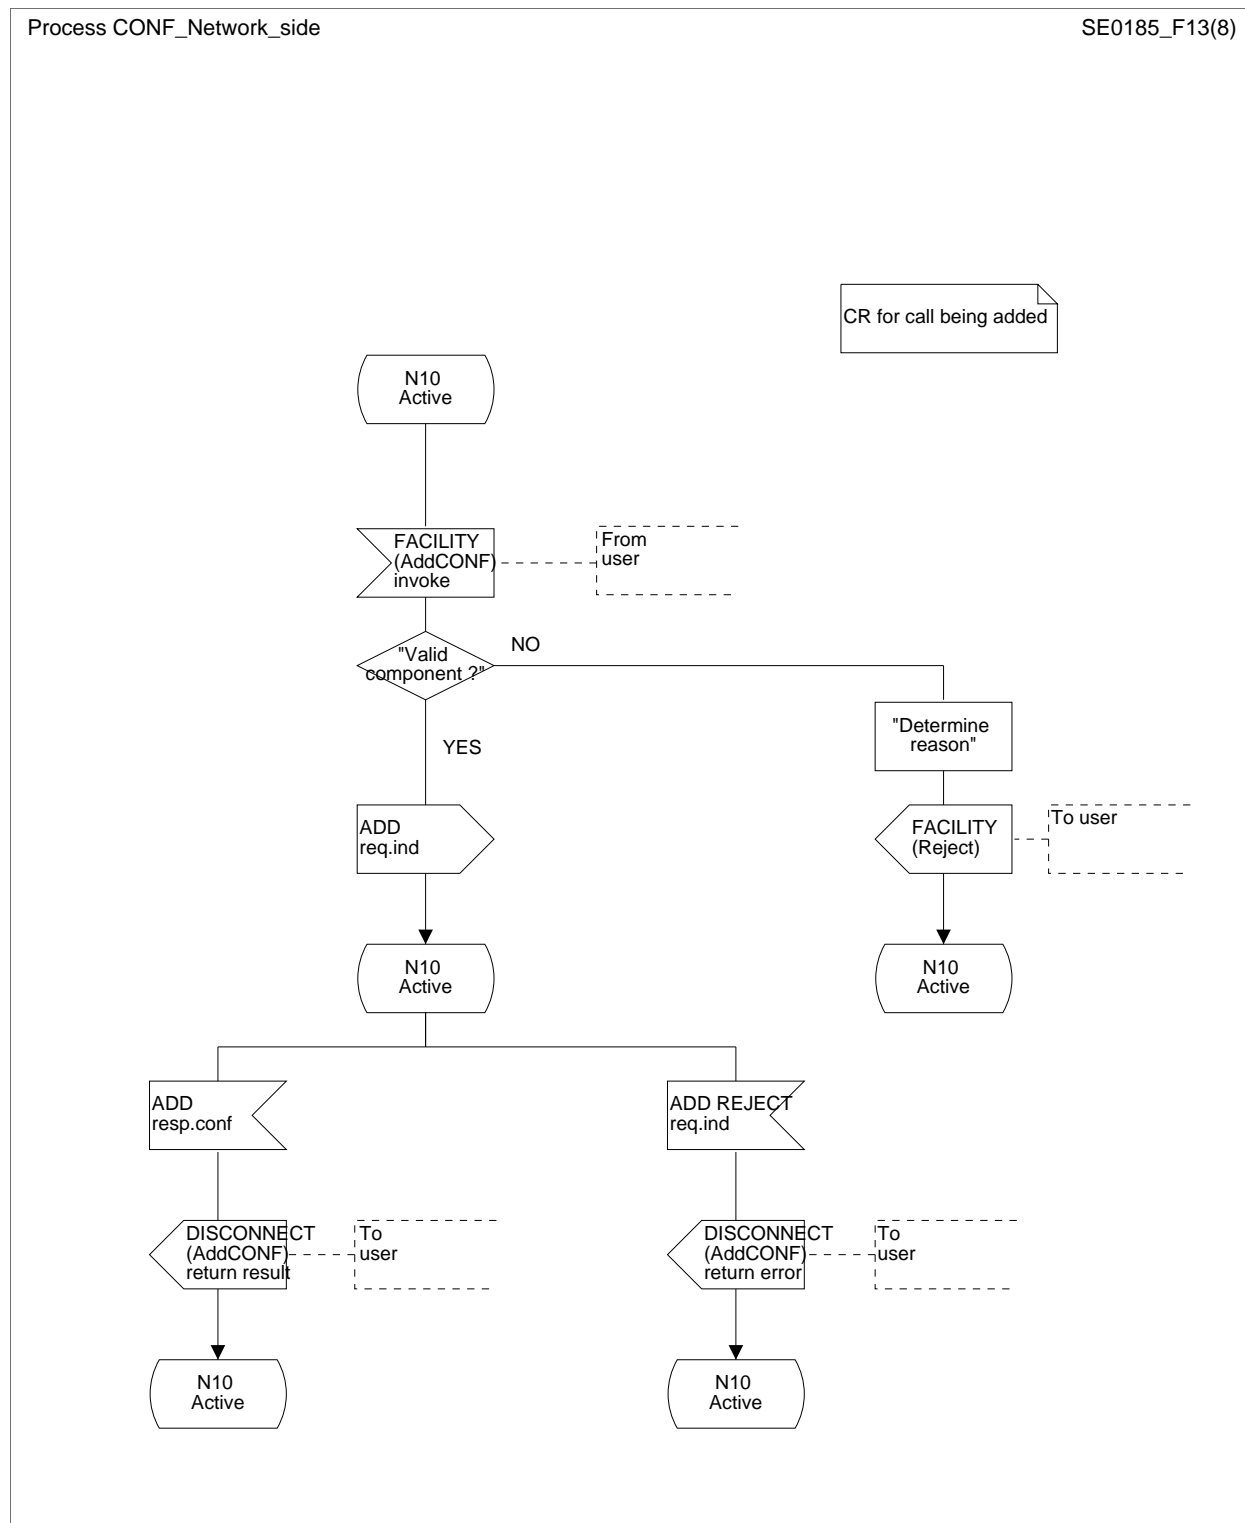 Process CONF_Network_side
SE0185_F13(8)
CR for call being added
N10
Active
FACILITY
(AddCONF)
invoke
From
user
"Valid
component ?"
NO
YES
"Determine
reason"
ADD
req.ind
FACILITY
(Reject)
To user
N10
Active
N10
Active
ADD
resp.conf
ADD REJECT
req.ind
DISCONNECT
(AddCONF)
return result
To
user
DISCONNECT
(AddCONF)
return error
To
user
N10
Active
N10
Active